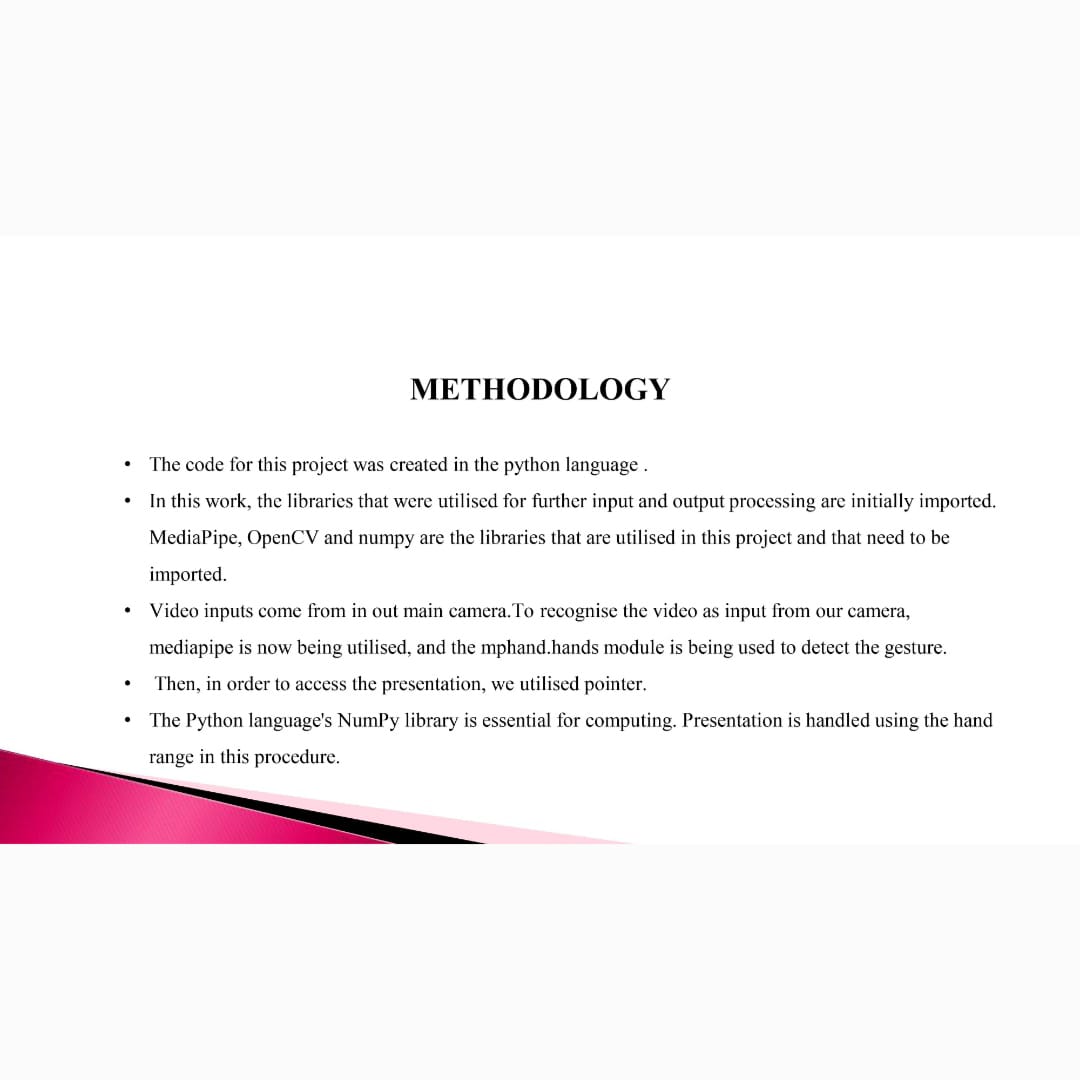 METHODOLOGY
• The code for this project was created in the python language .
• In this work, the libraries that were utilised for further input and output processing are initially imported.
MediaPipe, OpenCV and numpy are the libraries that are utilised in this project and that need to be
imported.
• Video inputs come from in out main camera.To recognise the video as input from our camera,
mediapipe is now being utilised, and the mphand.hands module is being used to detect the gesture.
• Then, in order to access the presentation, we utilised pointer.
• The Python language's NumPy library is essential for computing. Presentation is handled using the hand
range in this procedure.